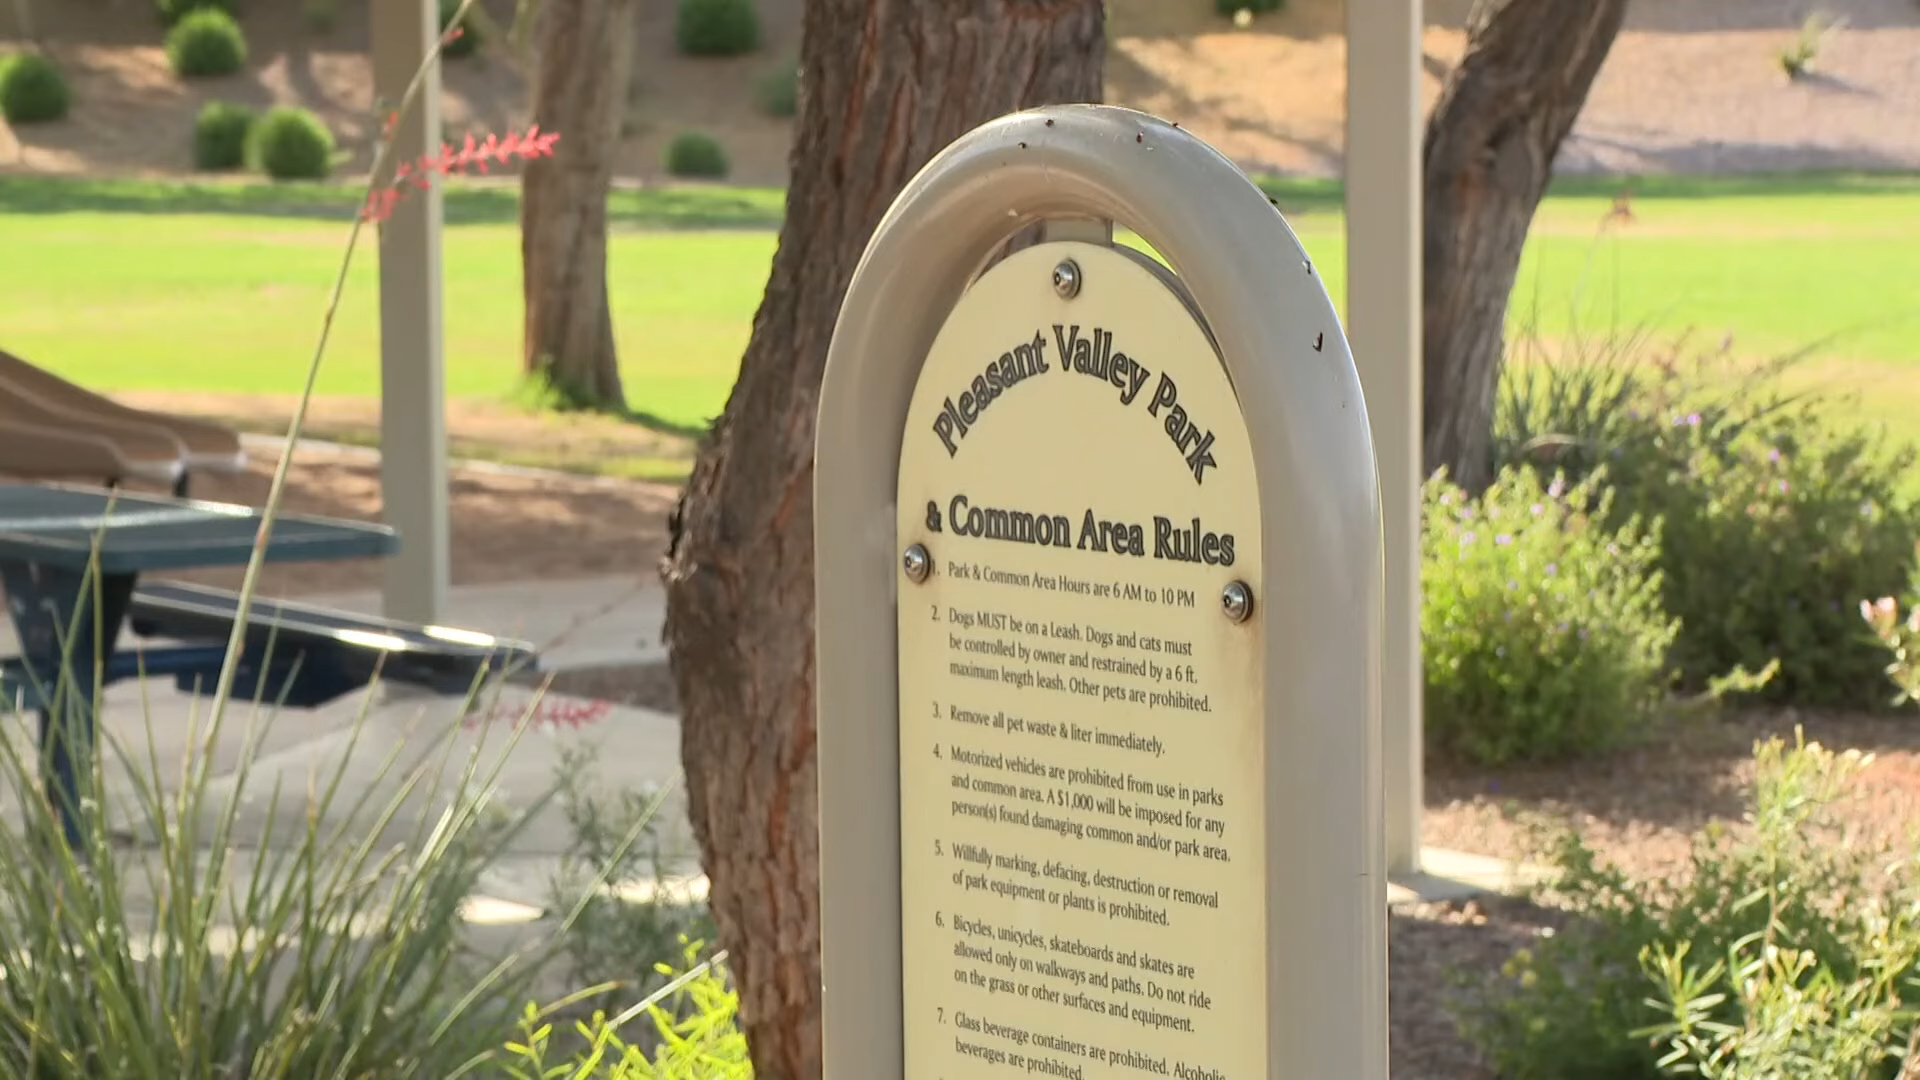 Pleasant Valley Park
& Common Area Rules
1. Park & Common Area Hours are 6 AM to 10 PM
2. Dogs MUST be on a Leash. Dogs and cats must
be controlled by owner and restrained by a 6 ft.
maximum length leash. Other pets are prohibited.
3. Remove all pet waste & liter immediately.
4. Motorized vehicles are prohibited from use in parks
and common area. A $1,000 will be imposed for any
person(s) found damaging common and/or park area.
5. Willfully marking, defacing, destruction or removal
of park equipment or plants is prohibited.
6. Bicycles, unicycles, skateboards and skates are
allowed only on walkways and paths. Do not ride
on the grass or other surfaces and equipment.
7. Glass beverage containers are prohibited. Alcoholic
beverages are prohibited.